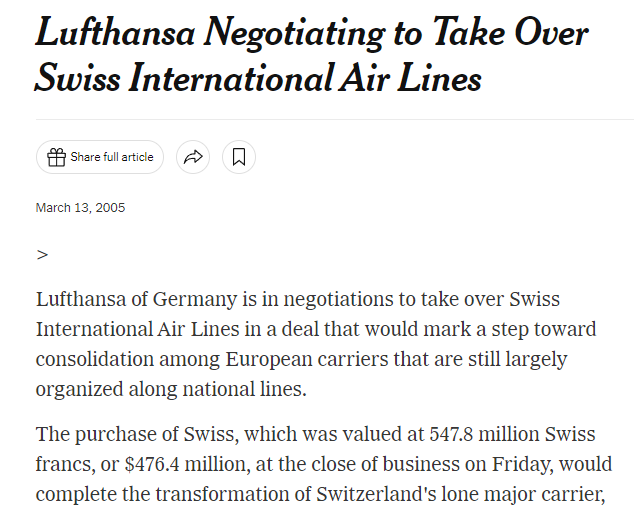 Lufthansa Negotiating to Take Over
Swiss International Air Lines
Share full article
March 13, 2005
>
Lufthansa of Germany is in negotiations to take over Swiss
International Air Lines in a deal that would mark a step toward
consolidation among European carriers that are still largely
organized along national lines.
The purchase of Swiss, which was valued at 547.8 million Swiss
francs, or $476.4 million, at the close of business on Friday, would
complete the transformation of Switzerland's lone major carrier,